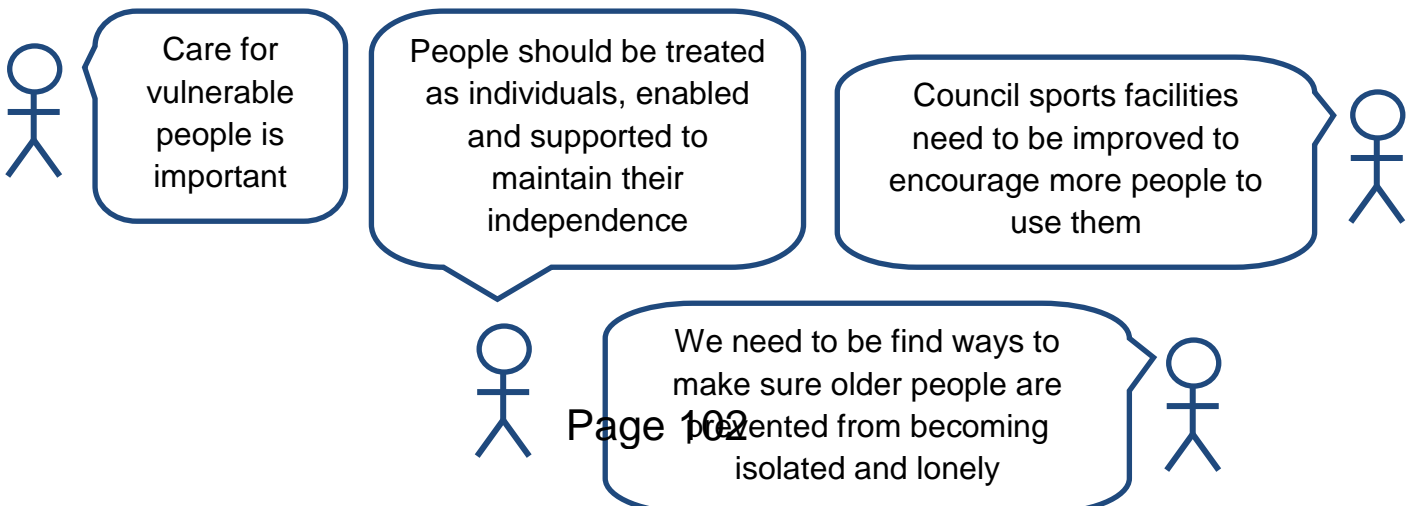 Care for
vulnerable
people is
important
People should be treated
as individuals, enabled
and supported to
maintain their
independence
Council sports facilities
need to be improved to
encourage more people to
use them
We need to be find ways to
make sure older people are
prevented from becoming
isolated and lonely
Page 102